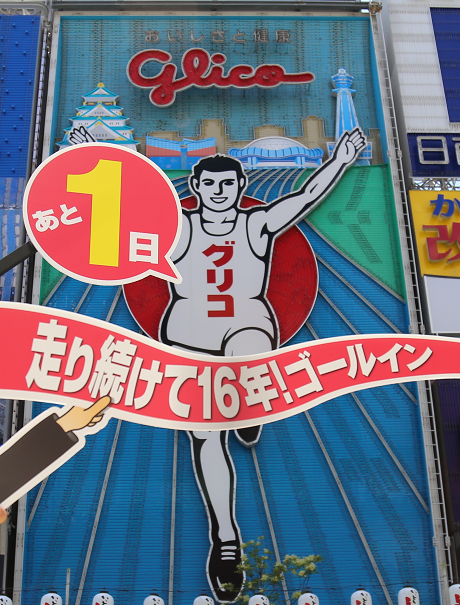 おいしさと健康
Glico
あと1日
グリコ
走り続けて16年!ゴールイン